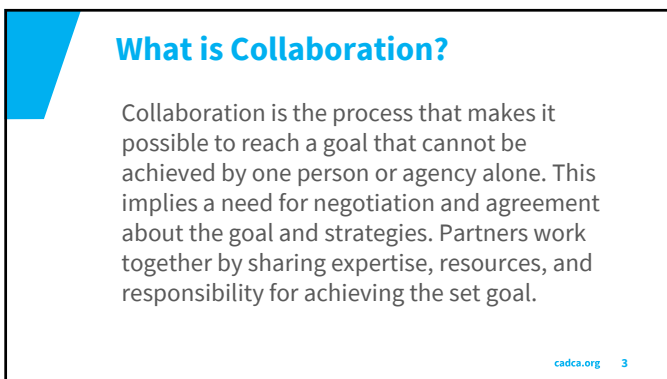 What is Collaboration?
Collaboration is the process that makes it
possible to reach a goal that cannot be
achieved by one person or agency alone. This
implies a need for negotiation and agreement
about the goal and strategies. Partners work
together by sharing expertise, resources, and
responsibility for achieving the set goal.
cadca.org 3